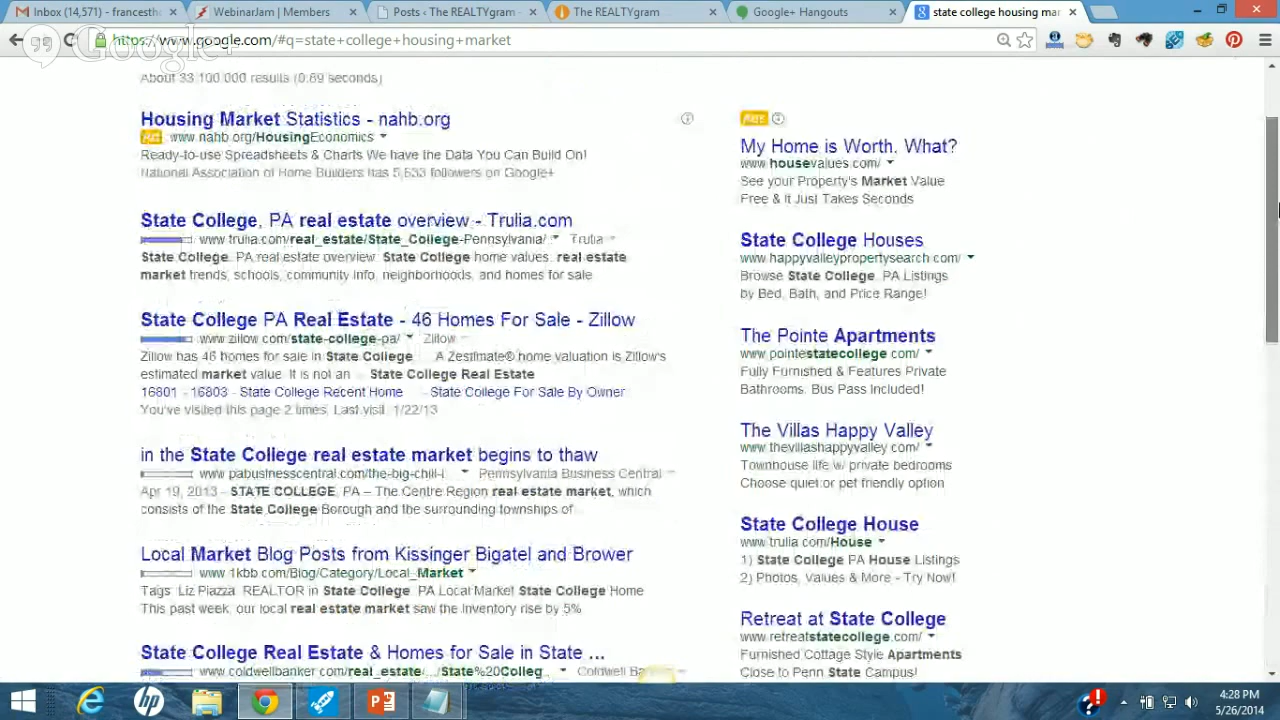 Inbox (14,571) - francesth
WebinarJam | Members
Posts ‹ The REALTYgram
The REALTYgram
Google+ Hangouts
state college housing mar
https://www.google.com/#q=state+college+housing+market
Google+
About 33,100,000 results (0.69 seconds)
Housing Market Statistics - nahb.org
Ad www.nahb.org/HousingEconomics
Ready-to-use Spreadsheets & Charts We have the Data You Can Build On!
National Association of Home Builders has 5,533 followers on Google+
State College, PA real estate overview - Trulia.com
www.trulia.com/real_estate/State_College-Pennsylvania/ Trulia
State College, PA real estate overview. State College home values, real estate
market trends, schools, community info, neighborhoods, and homes for sale
State College PA Real Estate - 46 Homes For Sale - Zillow
www.zillow.com/state-college-pa/ Zillow
Zillow has 46 homes for sale in State College A Zestimate® home valuation is Zillow's
estimated market value. It is not an State College Real Estate
16801 - 16803 - State College Recent Home State College For Sale By Owner
You've visited this page 2 times. Last visit: 1/22/13
in the State College real estate market begins to thaw
www.pabusinesscentral.com/the-big-chill-i Pennsylvania Business Central
Apr 19, 2013 - STATE COLLEGE, PA – The Centre Region real estate market, which
consists of the State College Borough and the surrounding townships of
Local Market Blog Posts from Kissinger Bigatel and Brower
www.1kbb.com/Blog/Category/Local_Market
Tags: Liz Piazza, REALTOR in State College, PA Local Market State College Home
This past week, our local real estate market saw the inventory rise by 5%
State College Real Estate & Homes for Sale in State ...
www.coldwellbanker.com/real_estate/.../State%20Colleg Coldwell Ba
Ads
My Home is Worth, What?
www.housevalues.com/
See your Property's Market Value
Free & It Just Takes Seconds
State College Houses
www.happyvalleypropertysearch.com/
Browse State College, PA Listings
by Bed, Bath, and Price Range!
The Pointe Apartments
www.pointestatecollege.com/
Fully Furnished & Features Private
Bathrooms. Bus Pass Included!
The Villas Happy Valley
www.thevillashappyvalley.com/
Townhouse life w/ private bedrooms
Choose quiet or pet friendly option
State College House
www.trulia.com/House
1) State College PA House Listings
2) Photos, Values & More - Try Now!
Retreat at State College
www.retreatstatecollege.com/
Furnished Cottage Style Apartments
Close to Penn State Campus!
4:28 PM
5/26/2014